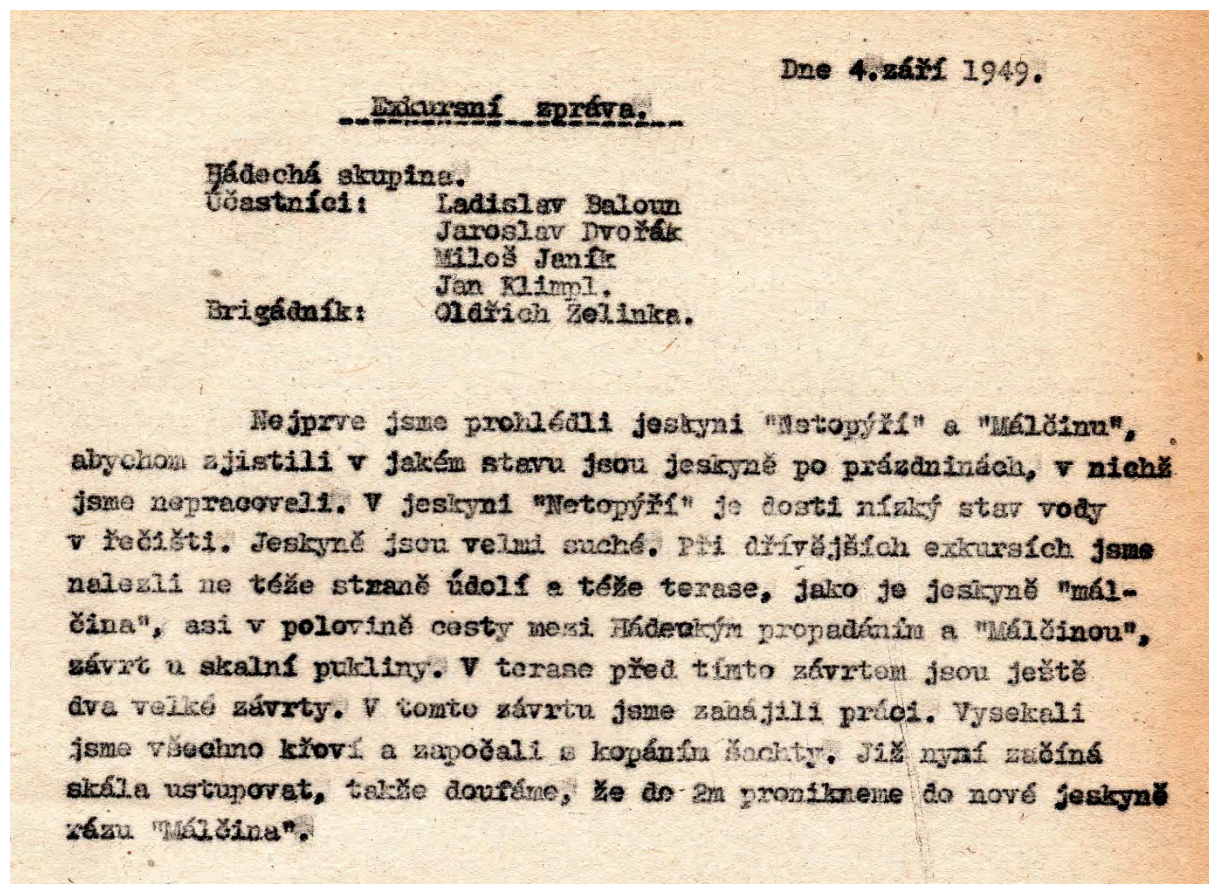 Dne 4.září 1949.
Exkursní zpráva.
Hádechá skupina.
Účastníci: Ladislav Baloun
Jaroslav Dvořák
Miloš Janík
Jan Klimpl.
Brigádník: Oldřich Zelinka.
Nejprve jsme prohlédli jeskyni "Netopýří" a "Málčinu",
abychom zjistili v jakém stavu jsou jeskyně po prázdninách, v nichž
jsme nepracovali. V jeskyni "Netopýří" je dosti nízký stav vody
v řečišti. Jeskyně jsou velmi suché. Při dřívějších exkursích jsme
nalezli ne téže straně údolí a téže terase, jako je jeskyně "mál-
čina", asi v polovině cesty mezi Hádeckým propadáním a "Málčinou",
závrt u skalní pukliny. V terase před tímto závrtem jsou ještě
dva velké závrty. V tomto závrtu jsme zahájili práci. Vysekali
jsme všechno křoví a započali s kopáním šachty. Již nyní začíná
skála ustupovat, takže doufáme, že do 2m pronikneme do nové jeskyně
rázu "Málčina".